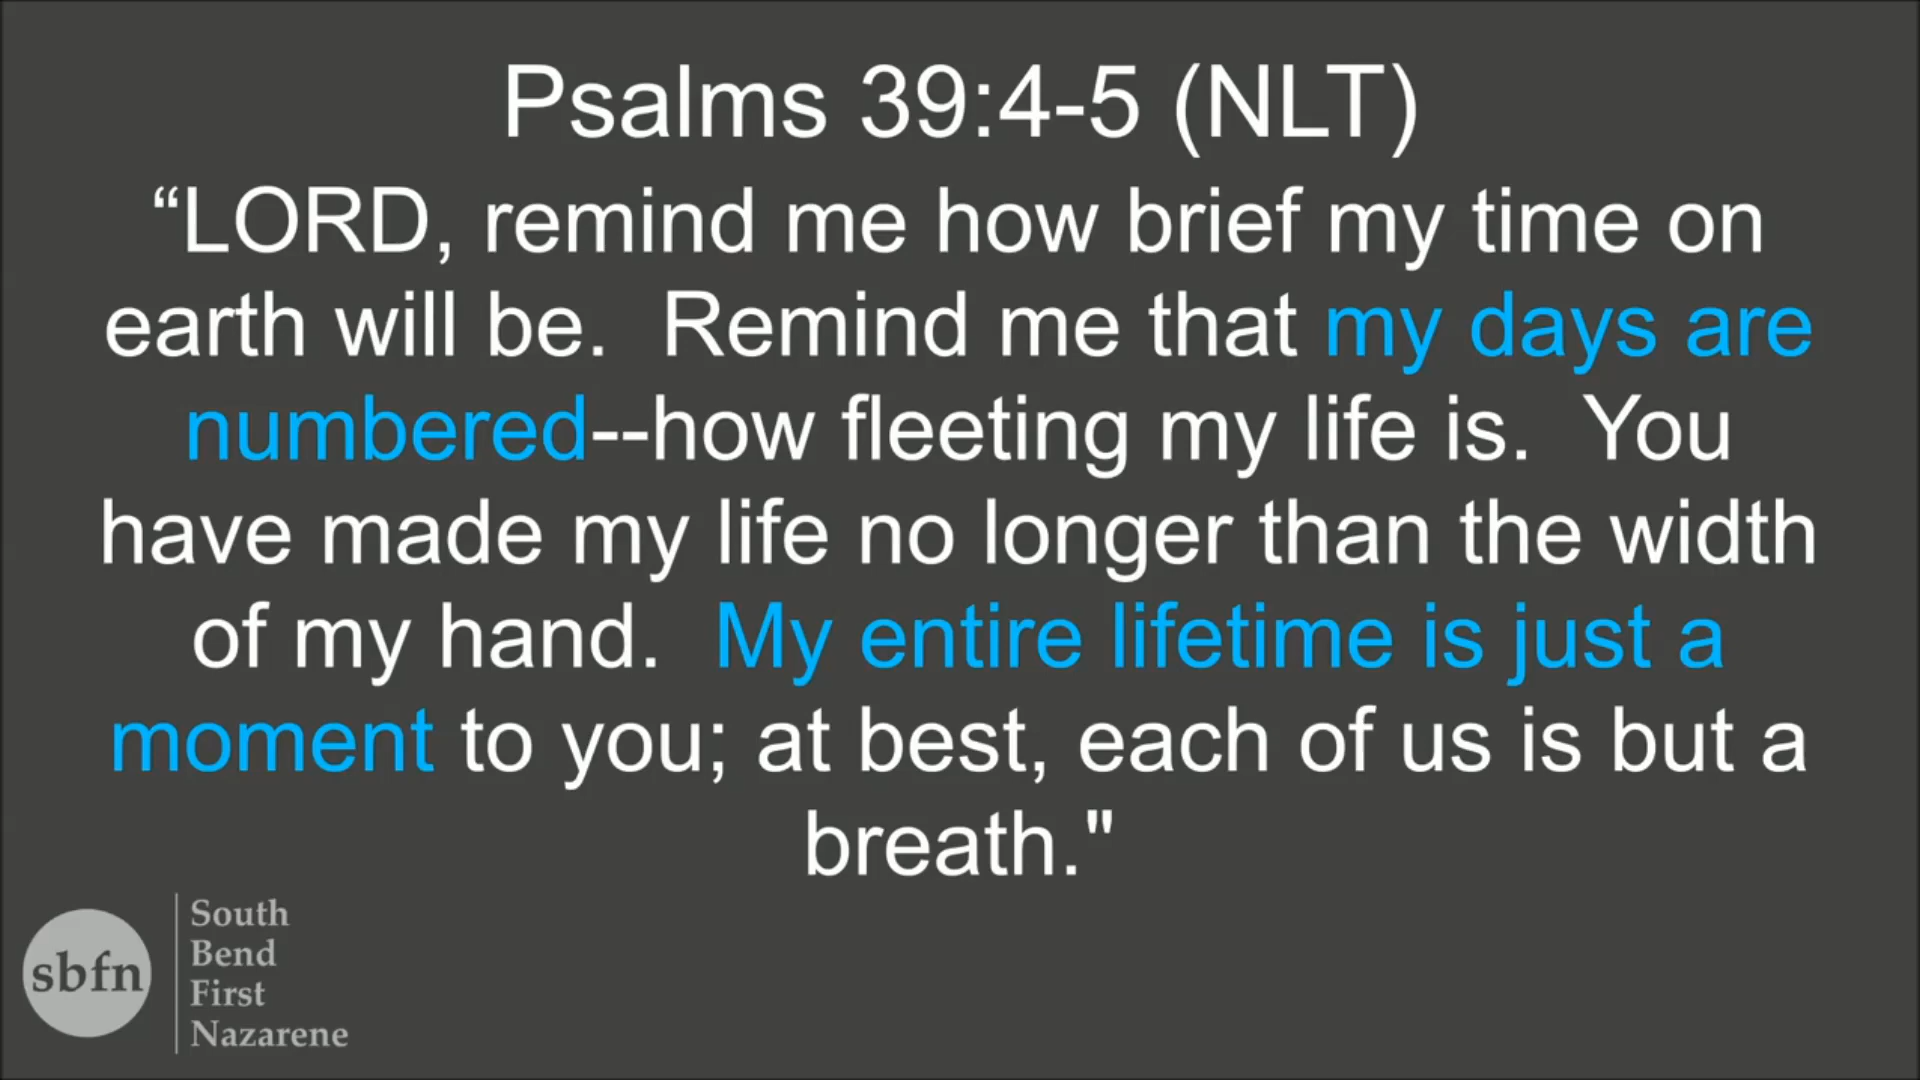 Psalms 39:4-5 (NLT)
“LORD, remind me how brief my time on
earth will be.  Remind me that my days are
numbered--how fleeting my life is.  You
have made my life no longer than the width
of my hand.  My entire lifetime is just a
moment to you; at best, each of us is but a
breath."
sbfn
South
Bend
First
Nazarene